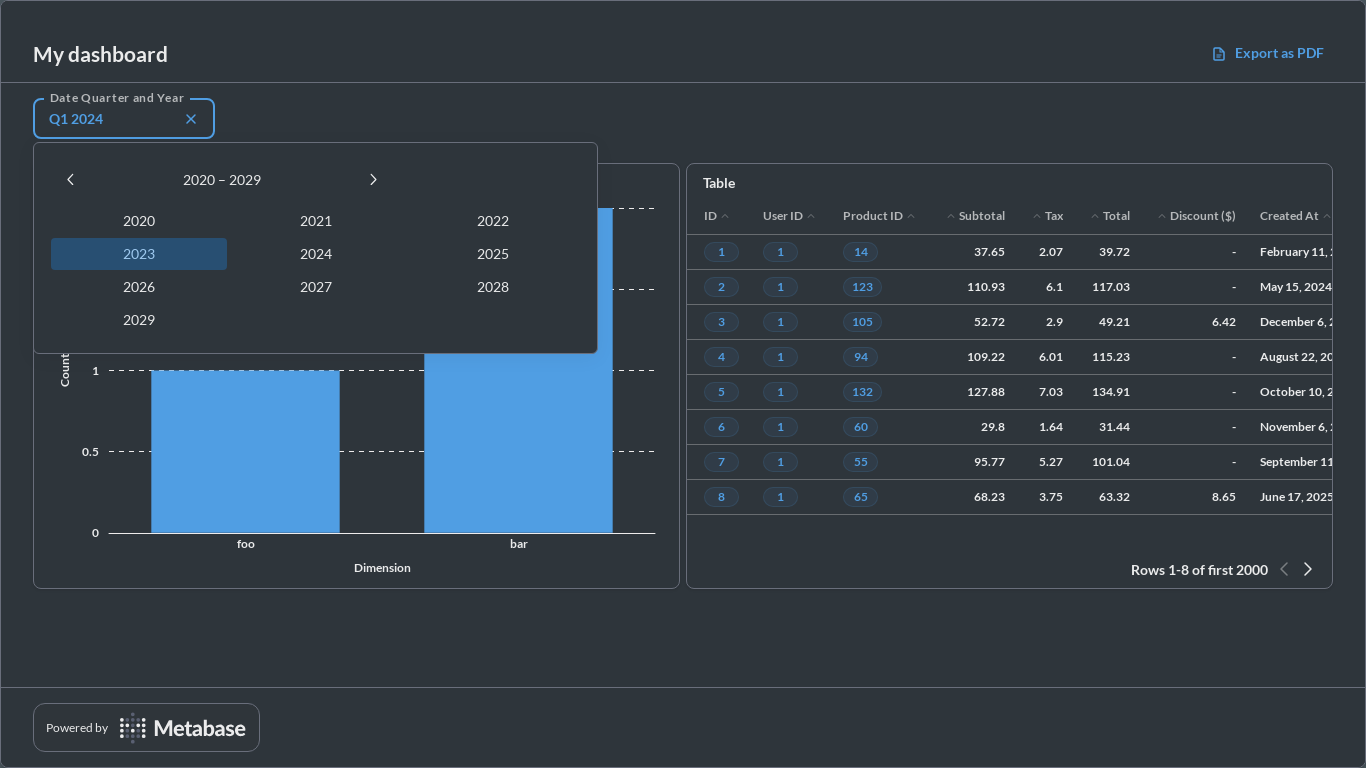 My dashboard
Export as PDF
Date Quarter and Year
Q1 2024
2020 – 2029
2020 2021 2022
2023 2024 2025
2026 2027 2028
2029
Count
1
0.5
0
foo bar
Dimension
Table
ID User ID Product ID Subtotal Tax Total Discount ($) Created At
1 1 14 37.65 2.07 39.72 - February 11,
2 1 123 110.93 6.1 117.03 - May 15, 2024
3 1 105 52.72 2.9 49.21 6.42 December 6,
4 1 94 109.22 6.01 115.23 - August 22, 20
5 1 132 127.88 7.03 134.91 - October 10,
6 1 60 29.8 1.64 31.44 - November 6,
7 1 55 95.77 5.27 101.04 - September 11
8 1 65 68.23 3.75 63.32 8.65 June 17, 2025
Rows 1-8 of first 2000
Powered by Metabase